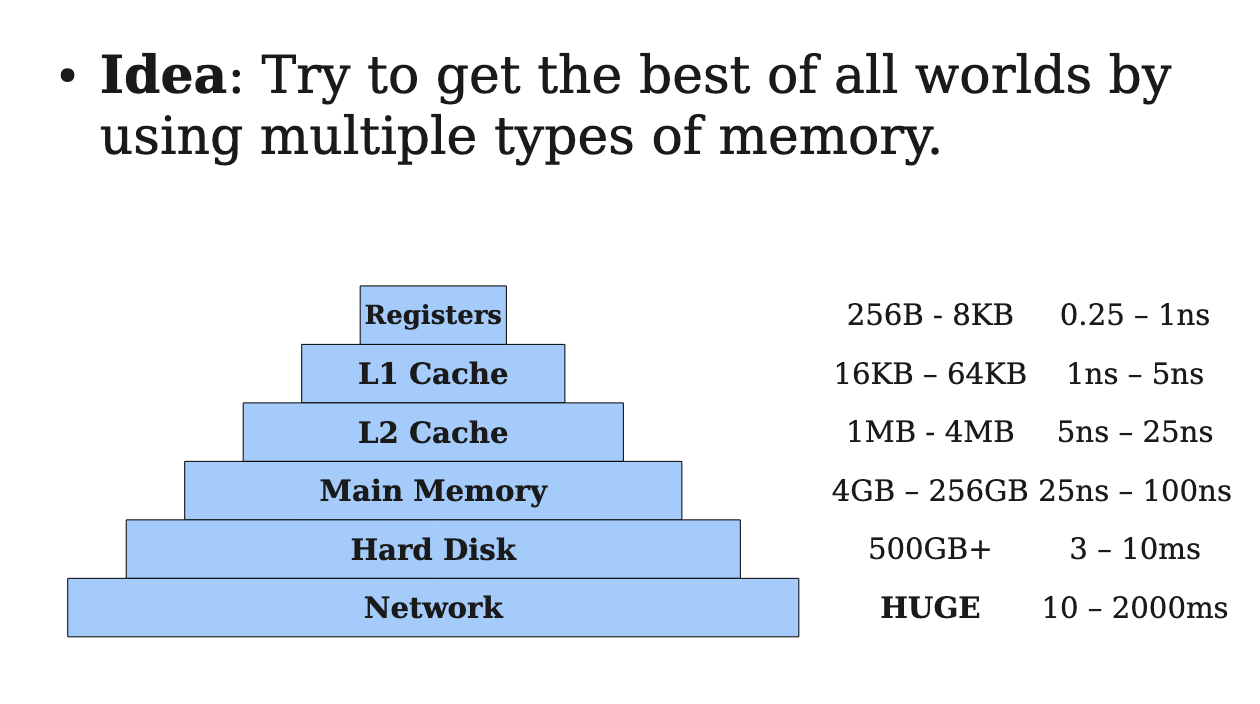 • Idea: Try to get the best of all worlds by
using multiple types of memory.
Registers 256B - 8KB 0.25 – 1ns
L1 Cache 16KB – 64KB 1ns – 5ns
L2 Cache 1MB - 4MB 5ns – 25ns
Main Memory 4GB – 256GB 25ns – 100ns
Hard Disk 500GB+ 3 – 10ms
Network HUGE 10 – 2000ms